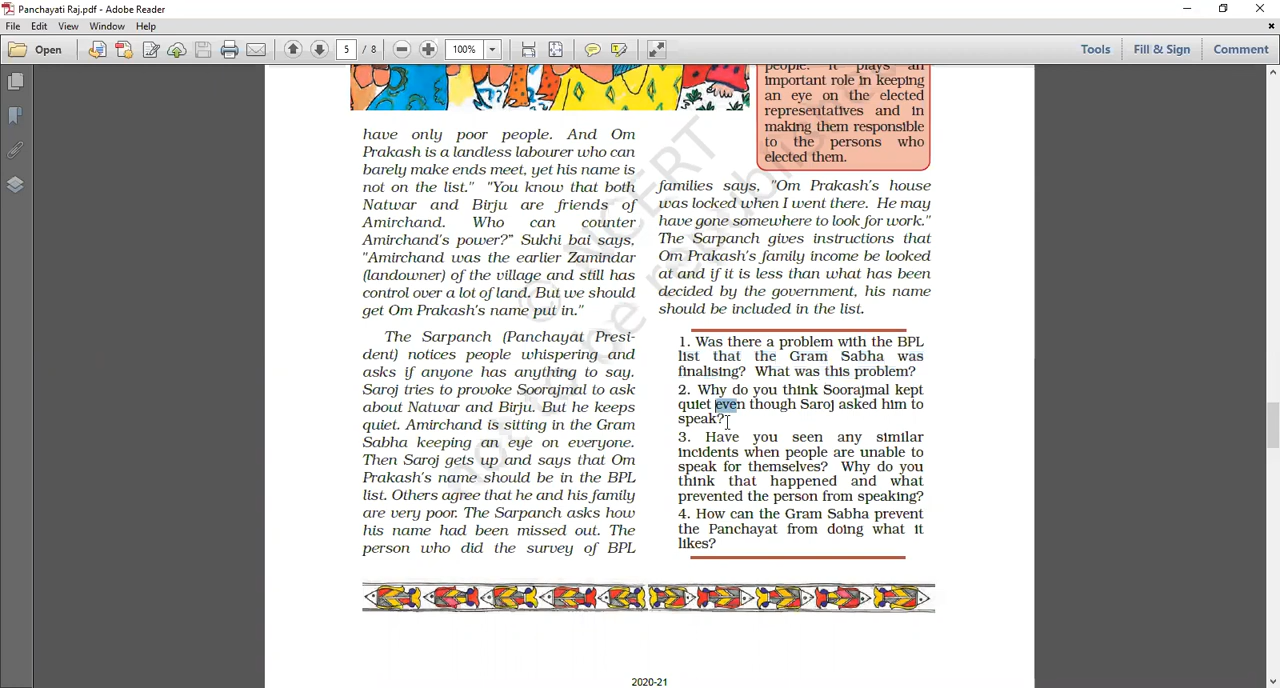 Panchayati Raj.pdf - Adobe Reader
File Edit View Window Help
Open 5 / 8 100% Tools Fill & Sign Comment
people. It plays an
important role in keeping
an eye on the elected
representatives and in
making them responsible
to the persons who
elected them.
have only poor people. And Om
Prakash is a landless labourer who can
barely make ends meet, yet his name is
not on the list." "You know that both
Natwar and Birju are friends of
Amirchand. Who can counter
Amirchand's power?" Sukhi bai says,
"Amirchand was the earlier Zamindar
(landowner) of the village and still has
control over a lot of land. But we should
get Om Prakash's name put in."
The Sarpanch (Panchayat Presi-
dent) notices people whispering and
asks if anyone has anything to say.
Saroj tries to provoke Soorajmal to ask
about Natwar and Birju. But he keeps
quiet. Amirchand is sitting in the Gram
Sabha keeping an eye on everyone.
Then Saroj gets up and says that Om
Prakash's name should be in the BPL
list. Others agree that he and his family
are very poor. The Sarpanch asks how
his name had been missed out. The
person who did the survey of BPL
families says, "Om Prakash's house
was locked when I went there. He may
have gone somewhere to look for work."
The Sarpanch gives instructions that
Om Prakash's family income be looked
at and if it is less than what has been
decided by the government, his name
should be included in the list.
1. Was there a problem with the BPL
list that the Gram Sabha was
finalising? What was this problem?
2. Why do you think Soorajmal kept
quiet even though Saroj asked him to
speak?
3. Have you seen any similar
incidents when people are unable to
speak for themselves? Why do you
think that happened and what
prevented the person from speaking?
4. How can the Gram Sabha prevent
the Panchayat from doing what it
likes?
© NCERT
not to be republished
2020-21